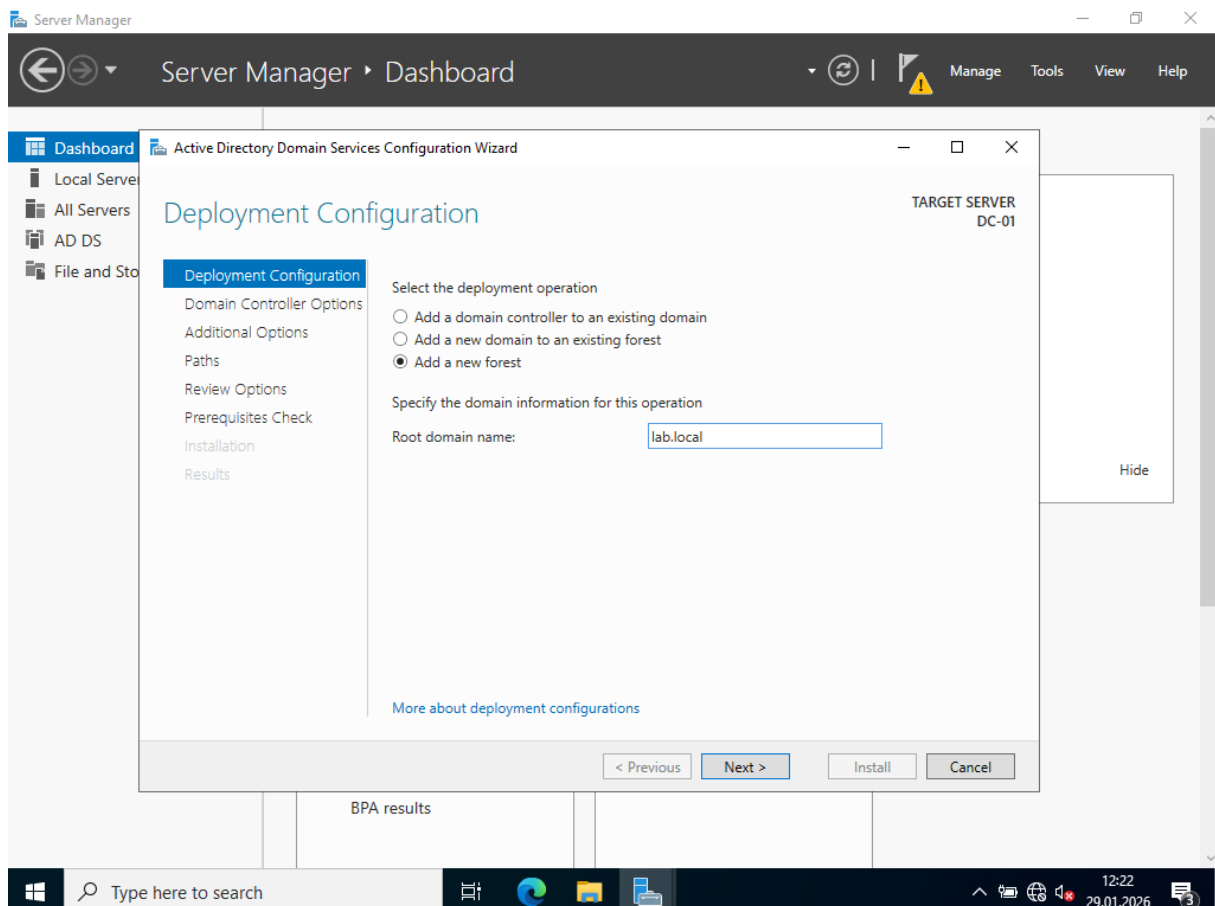 Server Manager
Server Manager ‣ Dashboard
Manage Tools View Help
Dashboard
Local Server
All Servers
AD DS
File and Sto
Active Directory Domain Services Configuration Wizard
Deployment Configuration
TARGET SERVER
DC-01
Deployment Configuration
Domain Controller Options
Additional Options
Paths
Review Options
Prerequisites Check
Installation
Results
Select the deployment operation
Add a domain controller to an existing domain
Add a new domain to an existing forest
Add a new forest
Specify the domain information for this operation
Root domain name: lab.local
More about deployment configurations
< Previous Next > Install Cancel
Hide
BPA results
Type here to search
12:22
29.01.2026
3